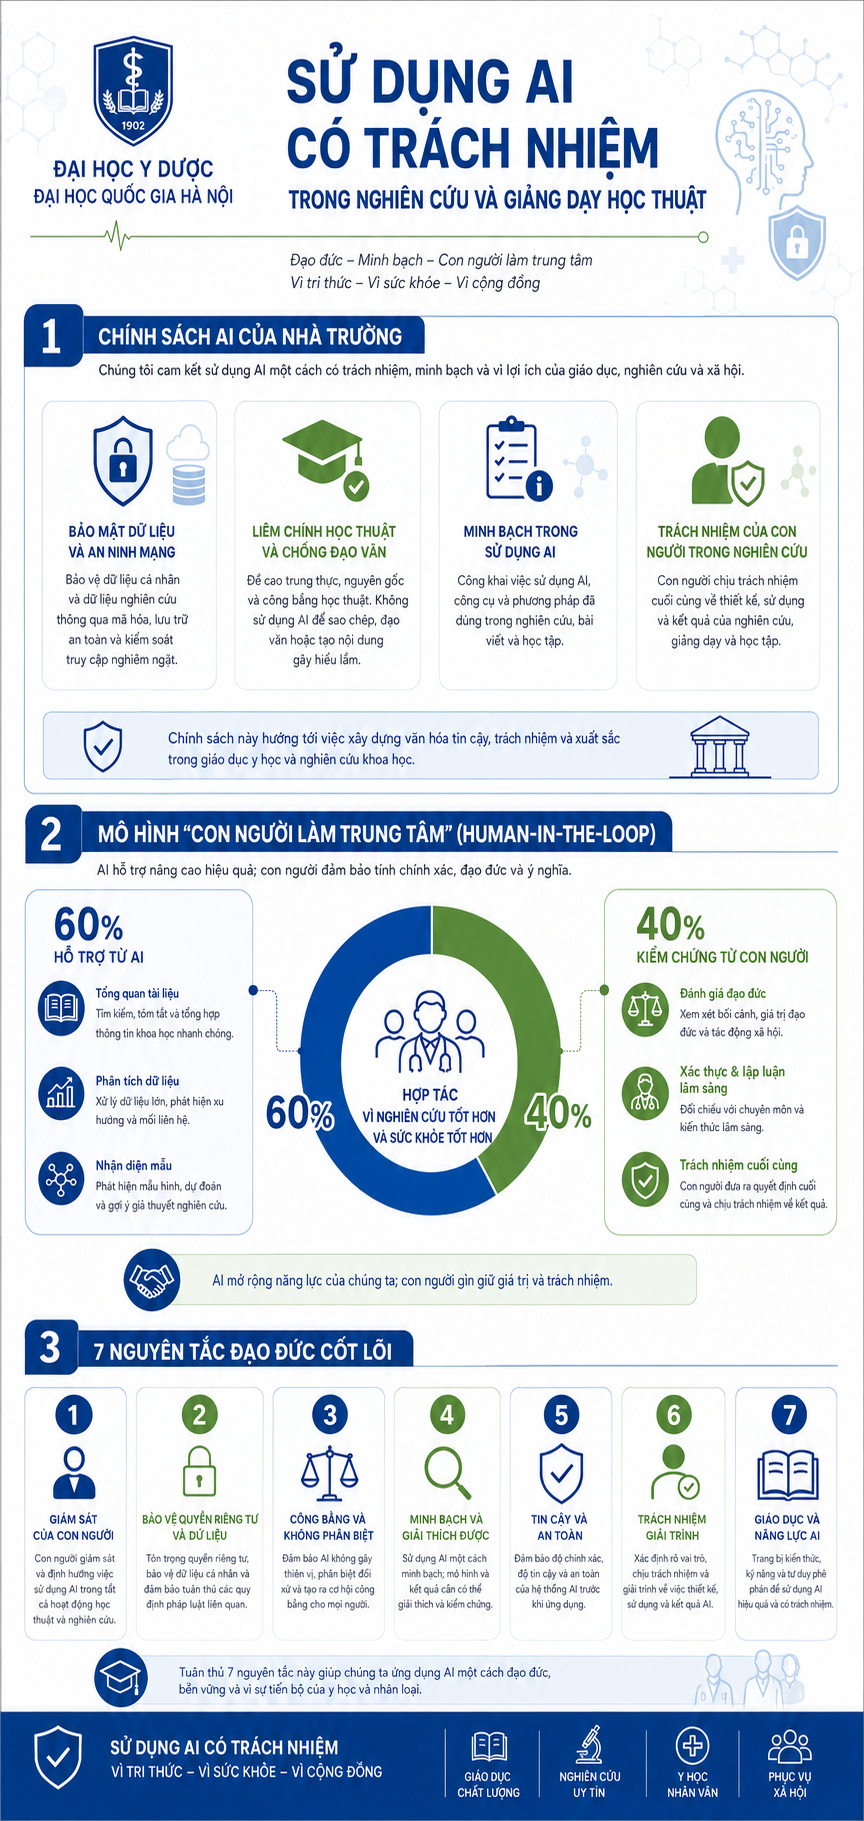 1902
ĐẠI HỌC Y DƯỢC
ĐẠI HỌC QUỐC GIA HÀ NỘI
SỬ DỤNG AI
CÓ TRÁCH NHIỆM
TRONG NGHIÊN CỨU VÀ GIẢNG DẠY HỌC THUẬT
Đạo đức – Minh bạch – Con người làm trung tâm
Vì tri thức – Vì sức khỏe – Vì cộng đồng
1
CHÍNH SÁCH AI CỦA NHÀ TRƯỜNG
Chúng tôi cam kết sử dụng AI một cách có trách nhiệm, minh bạch và vì lợi ích của giáo dục, nghiên cứu và xã hội.
BẢO MẬT DỮ LIỆU
VÀ AN NINH MẠNG
Bảo vệ dữ liệu cá nhân
và dữ liệu nghiên cứu
thông qua mã hóa, lưu trữ
an toàn và kiểm soát
truy cập nghiêm ngặt.
LIÊM CHÍNH HỌC THUẬT
VÀ CHỐNG ĐẠO VĂN
Đề cao trung thực, nguyên gốc
và công bằng học thuật. Không
sử dụng AI để sao chép, đạo
văn hoặc tạo nội dung
gây hiểu lầm.
MINH BẠCH TRONG
SỬ DỤNG AI
Công khai việc sử dụng AI,
công cụ và phương pháp đã
dùng trong nghiên cứu, bài
viết và học tập.
TRÁCH NHIỆM CỦA CON
NGƯỜI TRONG NGHIÊN CỨU
Con người chịu trách nhiệm
cuối cùng về thiết kế, sử dụng
và kết quả của nghiên cứu,
giảng dạy và học tập.
Chính sách này hướng tới việc xây dựng văn hóa tin cậy, trách nhiệm và xuất sắc
trong giáo dục y học và nghiên cứu khoa học.
2
MÔ HÌNH “CON NGƯỜI LÀM TRUNG TÂM” (HUMAN-IN-THE-LOOP)
AI hỗ trợ nâng cao hiệu quả; con người đảm bảo tính chính xác, đạo đức và ý nghĩa.
60%
HỖ TRỢ TỪ AI
Tổng quan tài liệu
Tìm kiếm, tóm tắt và tổng hợp
thông tin khoa học nhanh chóng.
Phân tích dữ liệu
Xử lý dữ liệu lớn, phát hiện xu
hướng và mối liên hệ.
Nhận diện mẫu
Phát hiện mẫu hình, dự đoán
và gợi ý giả thuyết nghiên cứu.
60%
HỢP TÁC
VÌ NGHIÊN CỨU TỐT HƠN
VÀ SỨC KHỎE TỐT HƠN
40%
40%
KIỂM CHỨNG TỪ CON NGƯỜI
Đánh giá đạo đức
Xem xét bối cảnh, giá trị đạo
đức và tác động xã hội.
Xác thực & lập luận
lâm sàng
Đối chiếu với chuyên môn và
kiến thức lâm sàng.
Trách nhiệm cuối cùng
Con người đưa ra quyết định cuối
cùng và chịu trách nhiệm về kết quả.
AI mở rộng năng lực của chúng ta; con người gìn giữ giá trị và trách nhiệm.
3
7 NGUYÊN TẮC ĐẠO ĐỨC CỐT LÕI
1
GIÁM SÁT
CỦA CON NGƯỜI
Con người giám sát
và định hướng việc
sử dụng AI trong tất
cả hoạt động học
thuật và nghiên cứu.
2
BẢO VỆ QUYỀN RIÊNG TƯ
VÀ DỮ LIỆU
Tôn trọng quyền riêng tư,
bảo vệ dữ liệu cá nhân và
đảm bảo tuân thủ các quy
định pháp luật liên quan.
3
CÔNG BẰNG VÀ
KHÔNG PHÂN BIỆT
Đảm bảo AI không gây
thiên vị, phân biệt đối
xử và tạo ra cơ hội công
bằng cho mọi người.
4
MINH BẠCH VÀ
GIẢI THÍCH ĐƯỢC
Sử dụng AI một cách
minh bạch; mô hình và
kết quả cần có thể
giải thích và kiểm chứng.
5
TIN CẬY VÀ
AN TOÀN
Đảm bảo độ chính xác,
độ tin cậy và an toàn
của hệ thống AI trước
khi ứng dụng.
6
TRÁCH NHIỆM
GIẢI TRÌNH
Xác định rõ vai trò,
chịu trách nhiệm và
giải trình về việc thiết kế,
sử dụng và kết quả AI.
7
GIÁO DỤC VÀ
NĂNG LỰC AI
Trang bị kiến thức,
kỹ năng và tư duy phê
phán để sử dụng AI
hiệu quả và có trách nhiệm.
Tuân thủ 7 nguyên tắc này giúp chúng ta ứng dụng AI một cách đạo đức,
bền vững và vì sự tiến bộ của y học và nhân loại.
SỬ DỤNG AI CÓ TRÁCH NHIỆM
VÌ TRI THỨC – VÌ SỨC KHỎE – VÌ CỘNG ĐỒNG
GIÁO DỤC
CHẤT LƯỢNG
NGHIÊN CỨU
UY TÍN
Y HỌC
NHÂN VĂN
PHỤC VỤ
XÃ HỘI